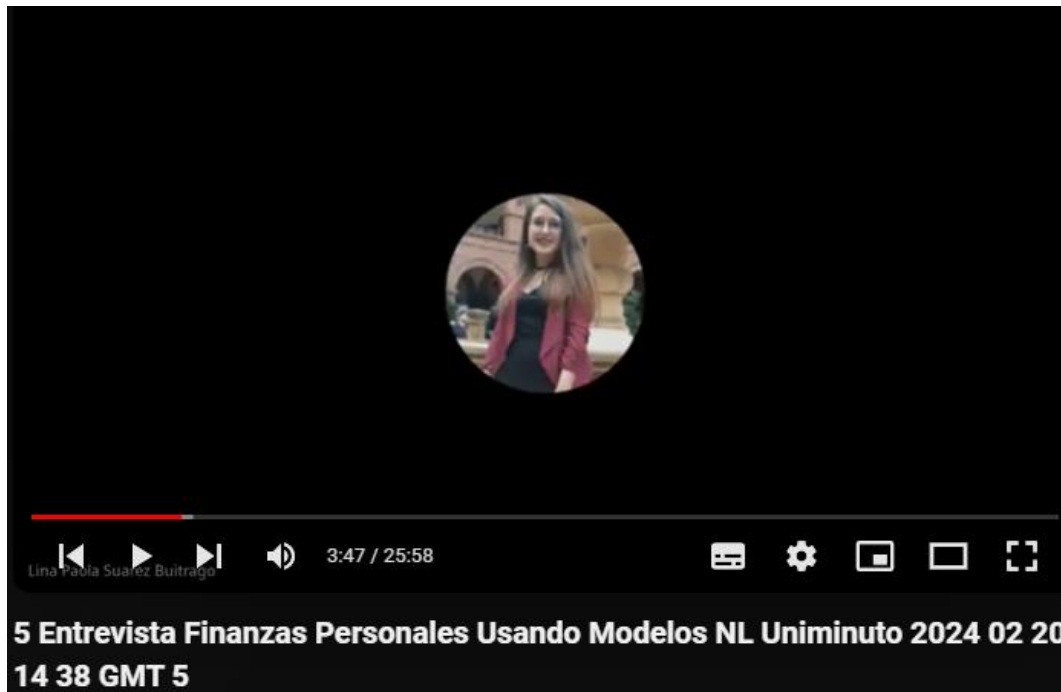 3:47 / 25:58
Lina Paola Suarez Buitrago
5 Entrevista Finanzas Personales Usando Modelos NL Uniminuto 2024 02 20
14 38 GMT 5